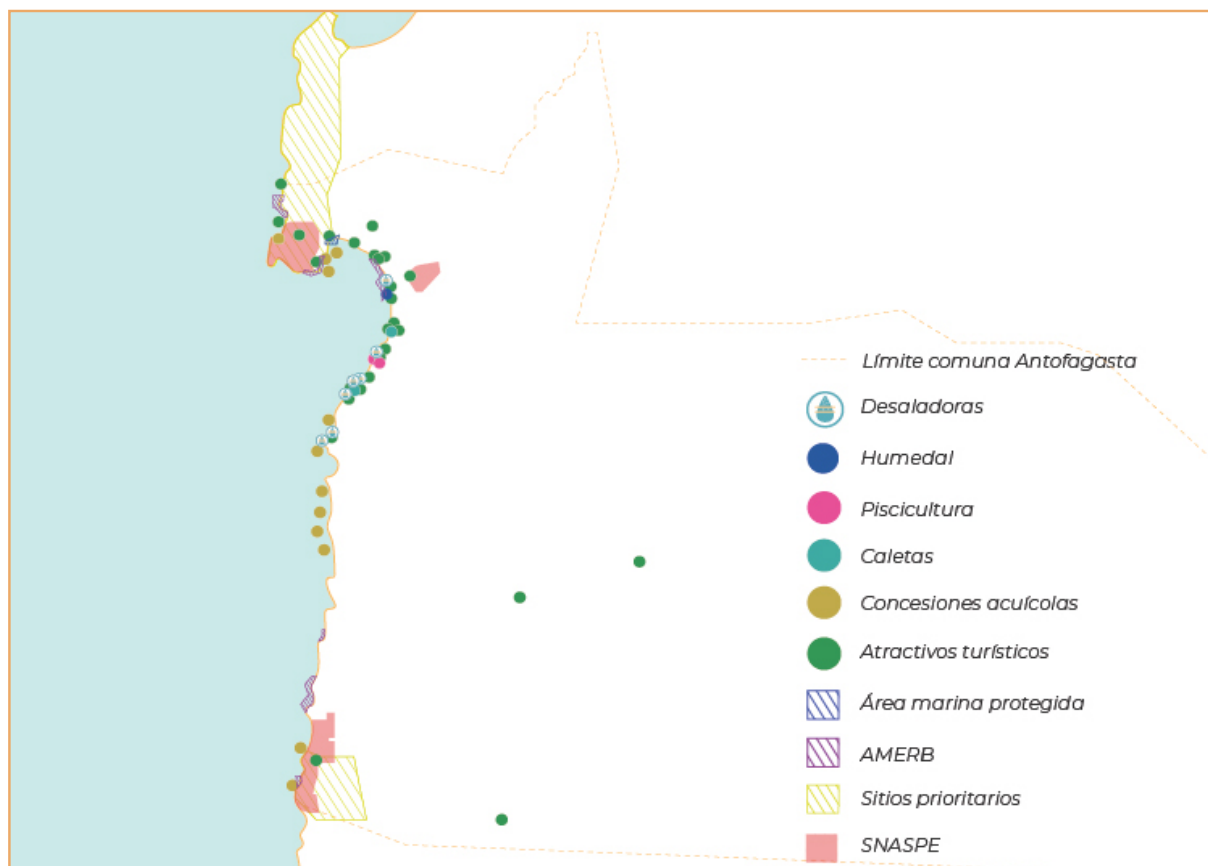 Límite comuna Antofagasta
Desaladoras
Humedal
Piscicultura
Caletas
Concesiones acuícolas
Atractivos turísticos
Área marina protegida
AMERB
Sitios prioritarios
SNASPE